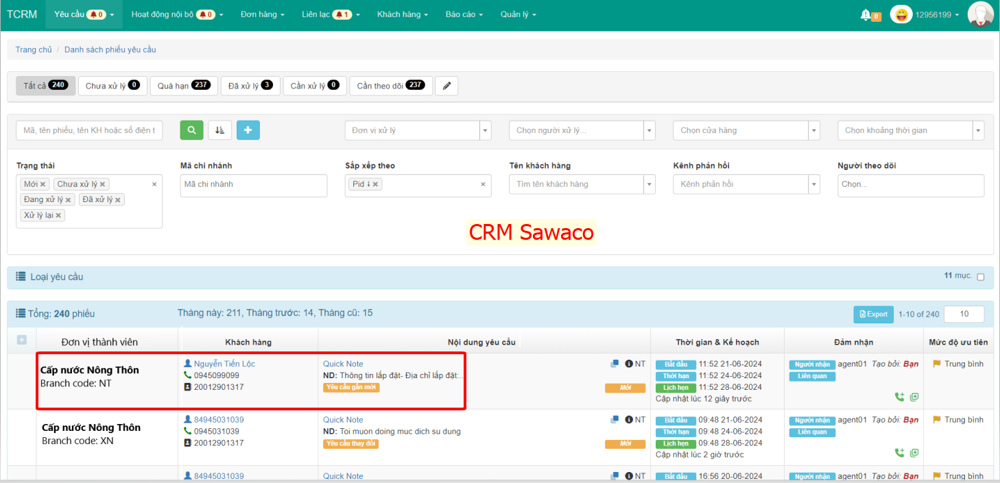 TCRM Yêu cầu 0 Hoạt động nội bộ 0 Đơn hàng Liên lạc 1 Khách hàng Báo cáo Quản lý 0 12956199
Trang chủ / Danh sách phiếu yêu cầu
Tất cả 240 Chưa xử lý 0 Quá hạn 237 Đã xử lý 3 Cần xử lý 0 Cần theo dõi 237
Mã, tên phiếu, tên KH hoặc số điện t Đơn vị xử lý Chọn người xử lý... Chọn cửa hàng Chọn khoảng thời gian
Trạng thái Mã chi nhánh Sắp xếp theo Tên khách hàng Kênh phản hồi Người theo dõi
Mới × Chưa xử lý × × Mã chi nhánh Pid ↓ × × Tìm tên khách hàng Kênh phản hồi Chọn...
Đang xử lý × Đã xử lý ×
Xử lý lại ×
CRM Sawaco
Loại yêu cầu 11 mục.
Tổng: 240 phiếu Tháng này: 211, Tháng trước: 14, Tháng cũ: 15 Export 1-10 of 240 10
Đơn vị thành viên Khách hàng Nội dung yêu cầu Thời gian & Kế hoạch Đảm nhận Mức độ ưu tiên
Cấp nước Nông Thôn Nguyễn Tiến Lộc Quick Note NT Bắt đầu 11:52 21-06-2024 Người nhận agent01 Tạo bởi: Bạn Trung bình
Branch code: NT 0945099099 ND: Thông tin lắp đặt- Địa chỉ lắp đặt:... Thời hạn 11:52 24-06-2024 Liên quan
20012901317 Yêu cầu gắn mới Mới Lịch hẹn 11:52 28-06-2024
Cập nhật lúc 12 giây trước
Cấp nước Nông Thôn 84945031039 Quick Note NT Bắt đầu 09:48 21-06-2024 Người nhận agent01 Tạo bởi: Bạn Trung bình
Branch code: XN 0945031039 ND: Toi muon doing muc dich su dung Thời hạn 09:48 24-06-2024 Liên quan
20012901317 Yêu cầu thay đổi Mới Lịch hẹn 09:48 28-06-2024
Cập nhật lúc 2 giờ trước
84945031039 Quick Note NT Bắt đầu 16:56 20-06-2024 Người nhận agent01 Tạo bởi: Bạn Trung bình